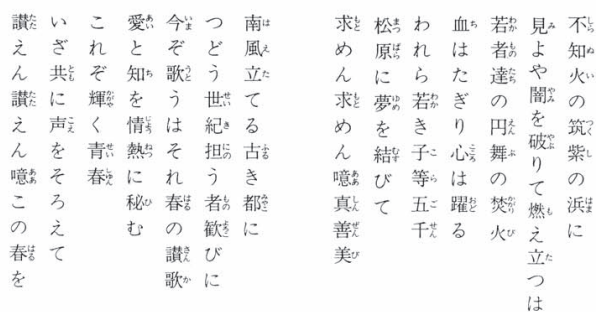 不知火の筑紫の浜に
見よや闇を破りて燃え立つは
若者達の円舞の焚火
血はたぎり心は躍る
われら若き子等五千
松原に夢を結びて
求めん求めん噫真善美
南風立てる古き都に
つどう世紀担う者歓びに
今ぞ歌うはそれ春の讃歌
愛と知を情熱に秘む
これぞ輝く青春
いざ共に声をそろえて
讃えん讃えん噫この春を